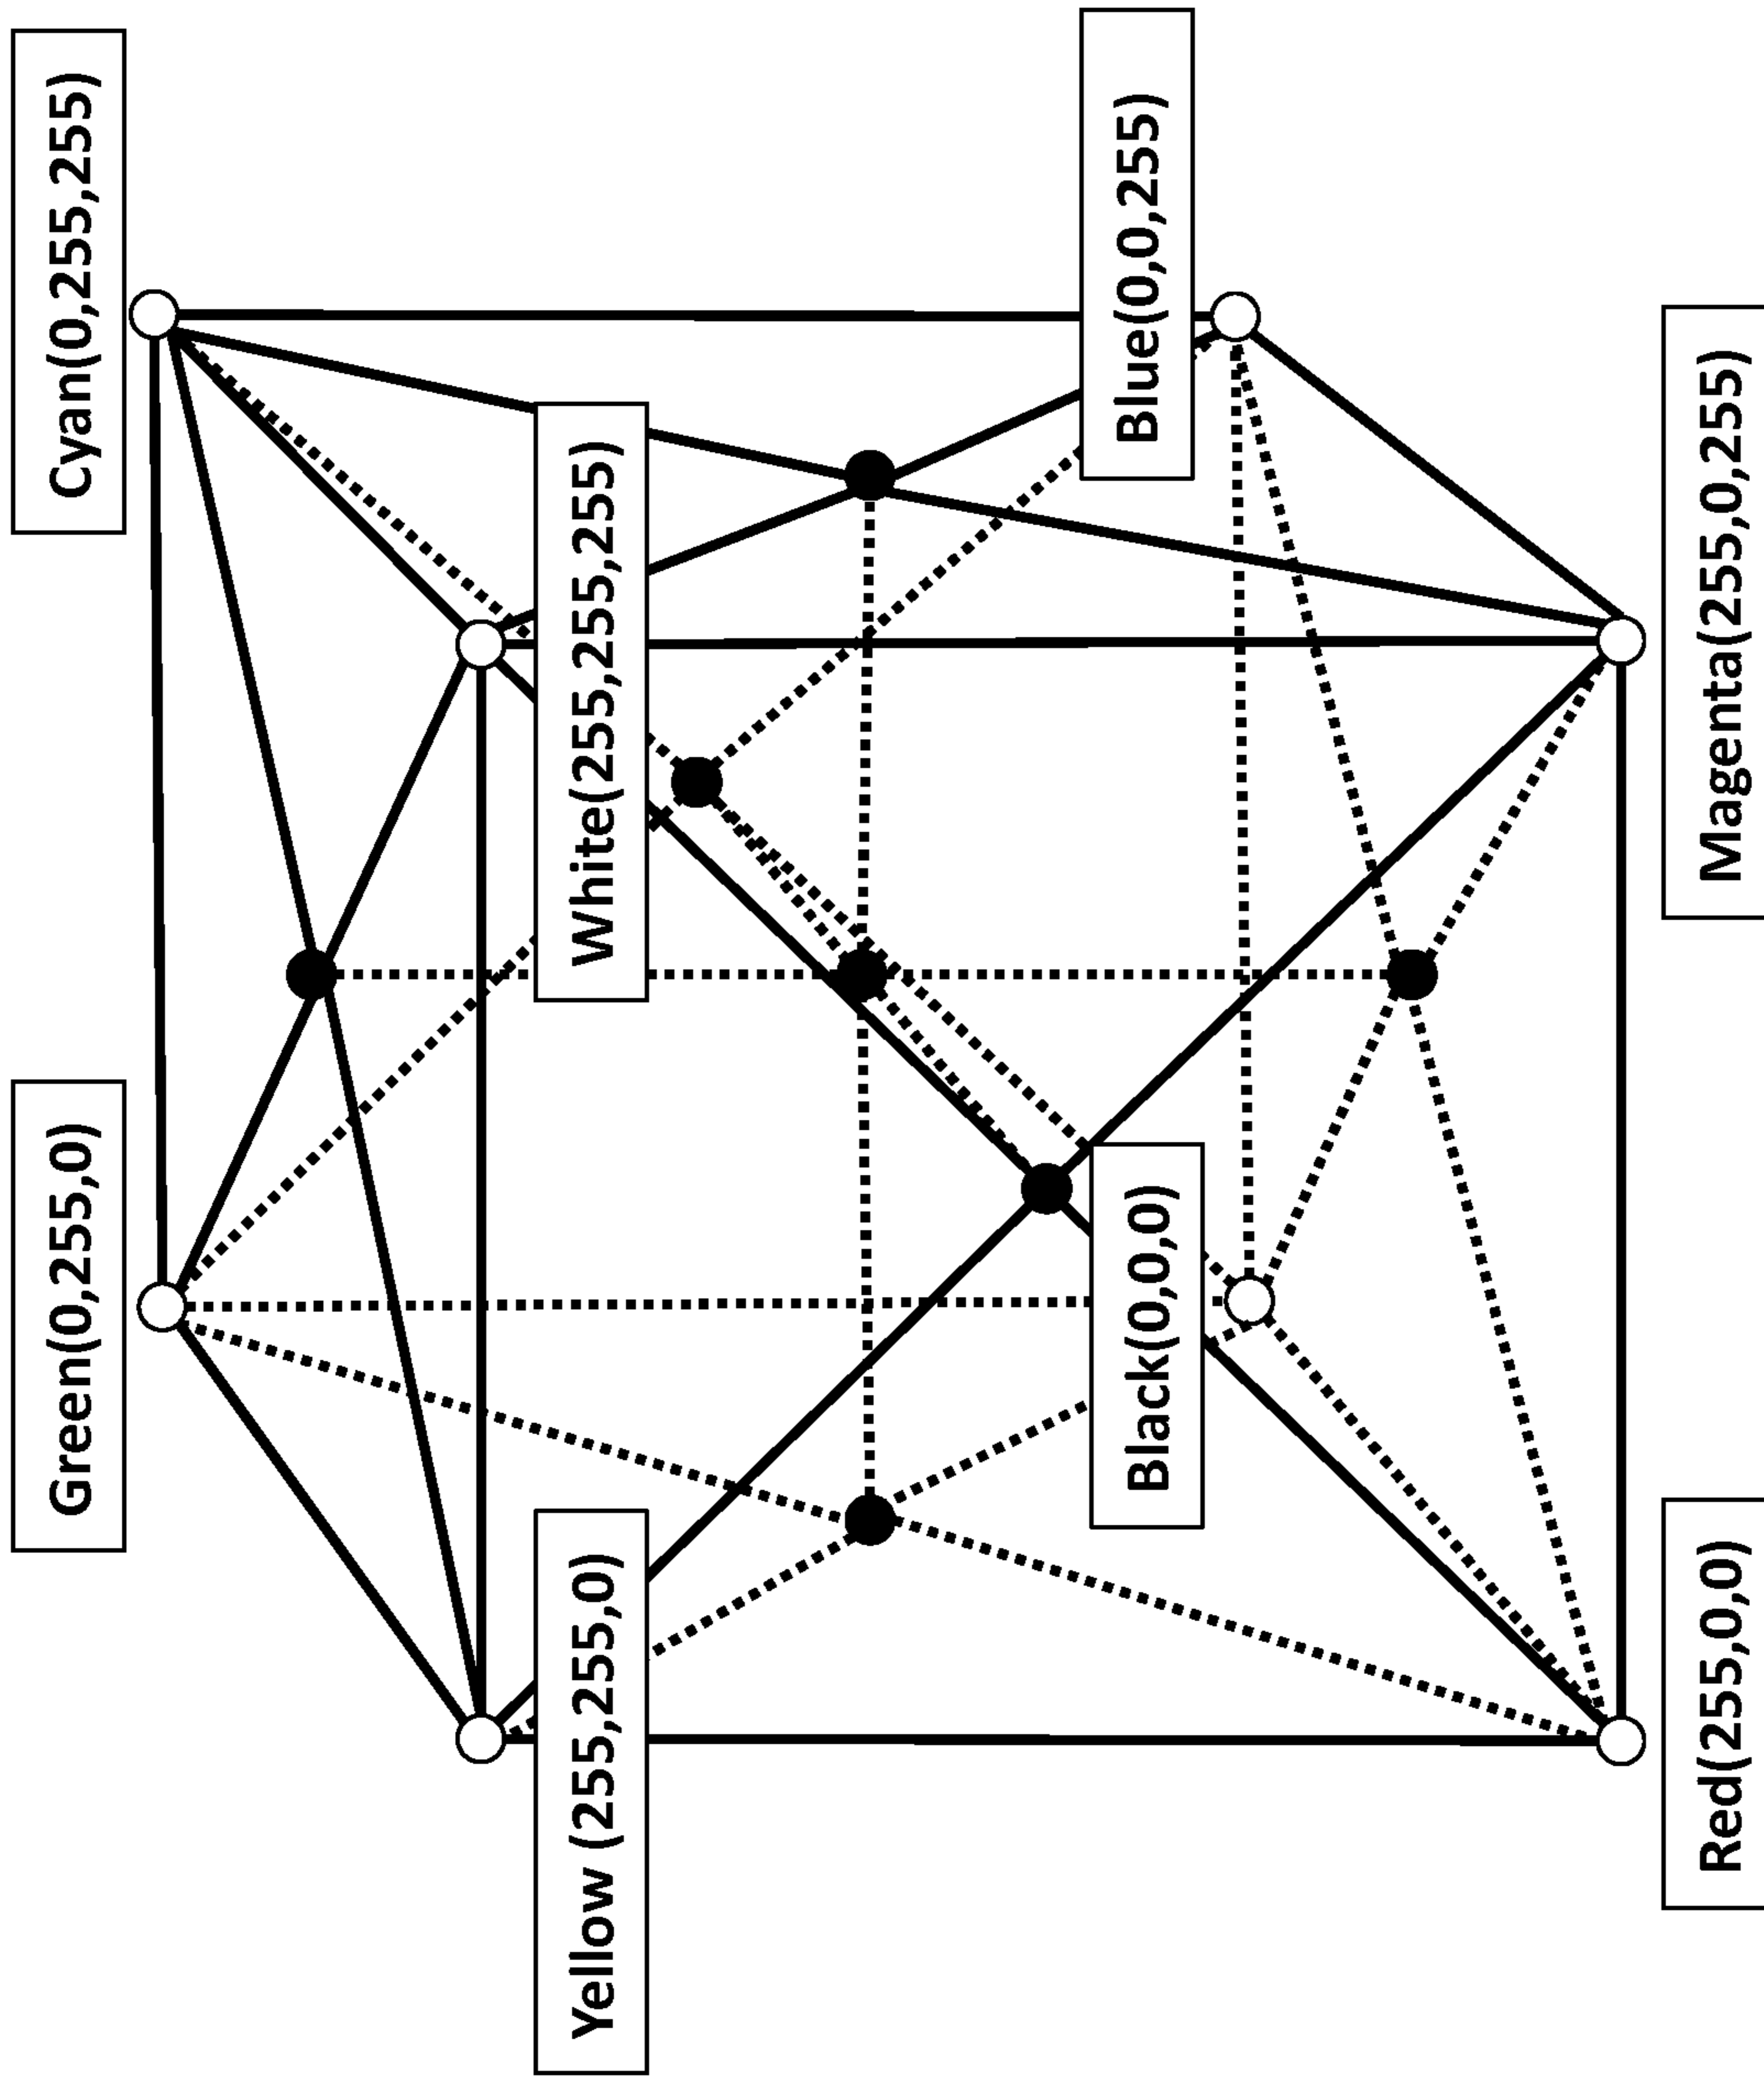 Green(0,255,0)
Cyan(0,255,255)
Yellow (255,255,0)
White(255,255,255)
Black(0,0,0)
Blue(0,0,255)
Red(255,0,0)
Magenta(255,0,255)